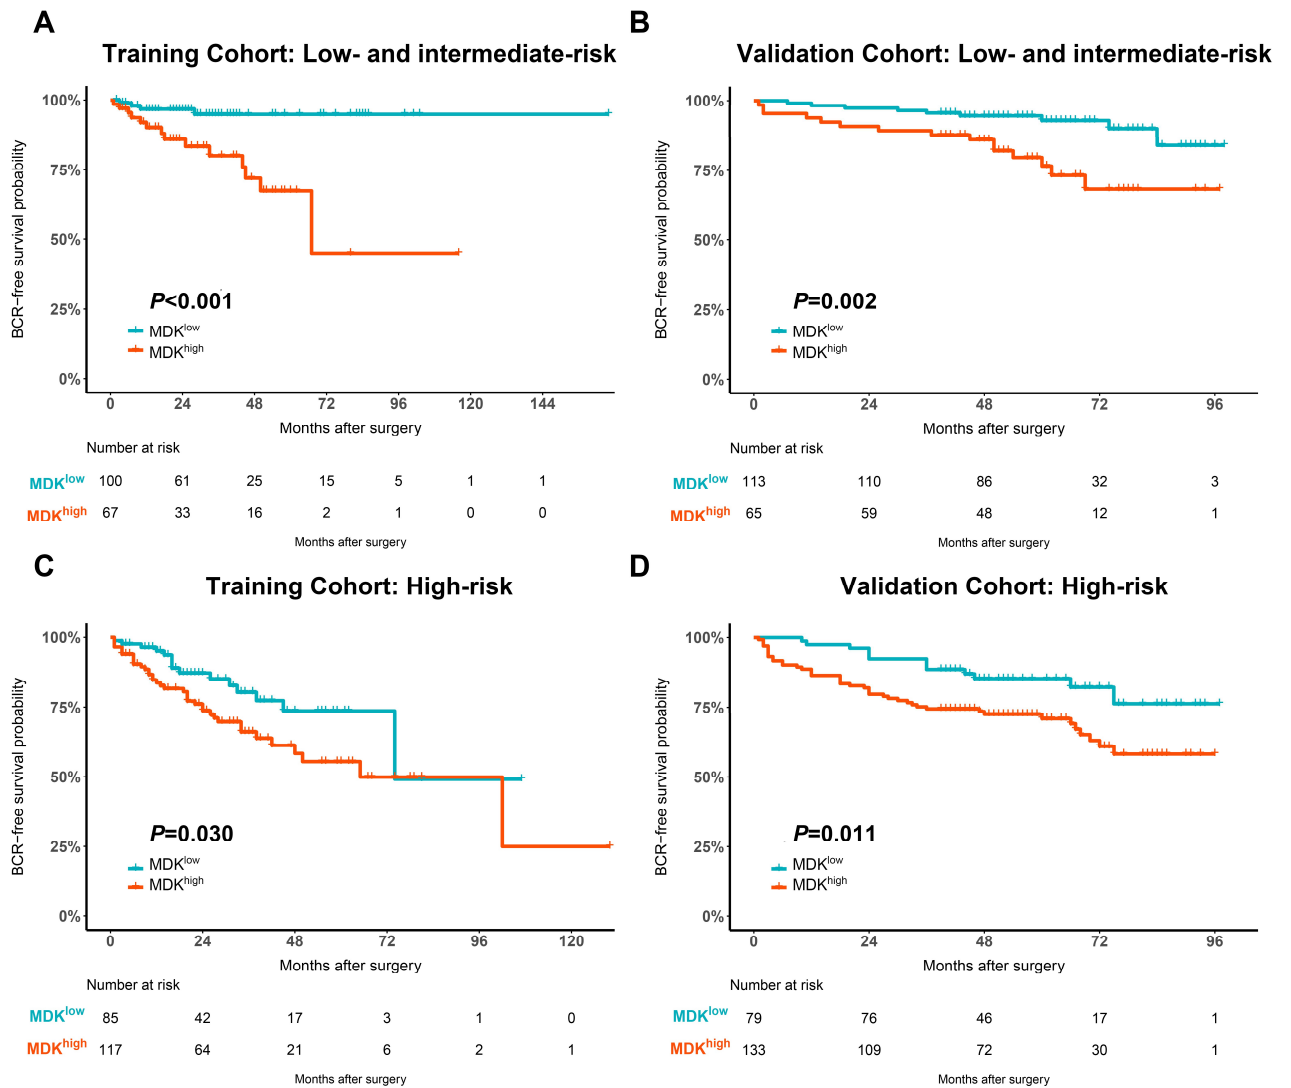 A
Training Cohort: Low- and intermediate-risk
BCR−free survival probability
100%
75%
50%
25%
0%
P<0.001
MDKlow
MDKhigh
0 24 48 72 96 120 144
Months after surgery
Number at risk
MDKlow 100 61 25 15 5 1 1
MDKhigh 67 33 16 2 1 0 0
Months after surgery
B
Validation Cohort: Low- and intermediate-risk
BCR−free survival probability
100%
75%
50%
25%
0%
P=0.002
MDKlow
MDKhigh
0 24 48 72 96
Months after surgery
Number at risk
MDKlow 113 110 86 32 3
MDKhigh 65 59 48 12 1
Months after surgery
C
Training Cohort: High-risk
BCR−free survival probability
100%
75%
50%
25%
0%
P=0.030
MDKlow
MDKhigh
0 24 48 72 96 120
Months after surgery
Number at risk
MDKlow 85 42 17 3 1 0
MDKhigh 117 64 21 6 2 1
Months after surgery
D
Validation Cohort: High-risk
BCR−free survival probability
100%
75%
50%
25%
0%
P=0.011
MDKlow
MDKhigh
0 24 48 72 96
Months after surgery
Number at risk
MDKlow 79 76 46 17 1
MDKhigh 133 109 72 30 1
Months after surgery